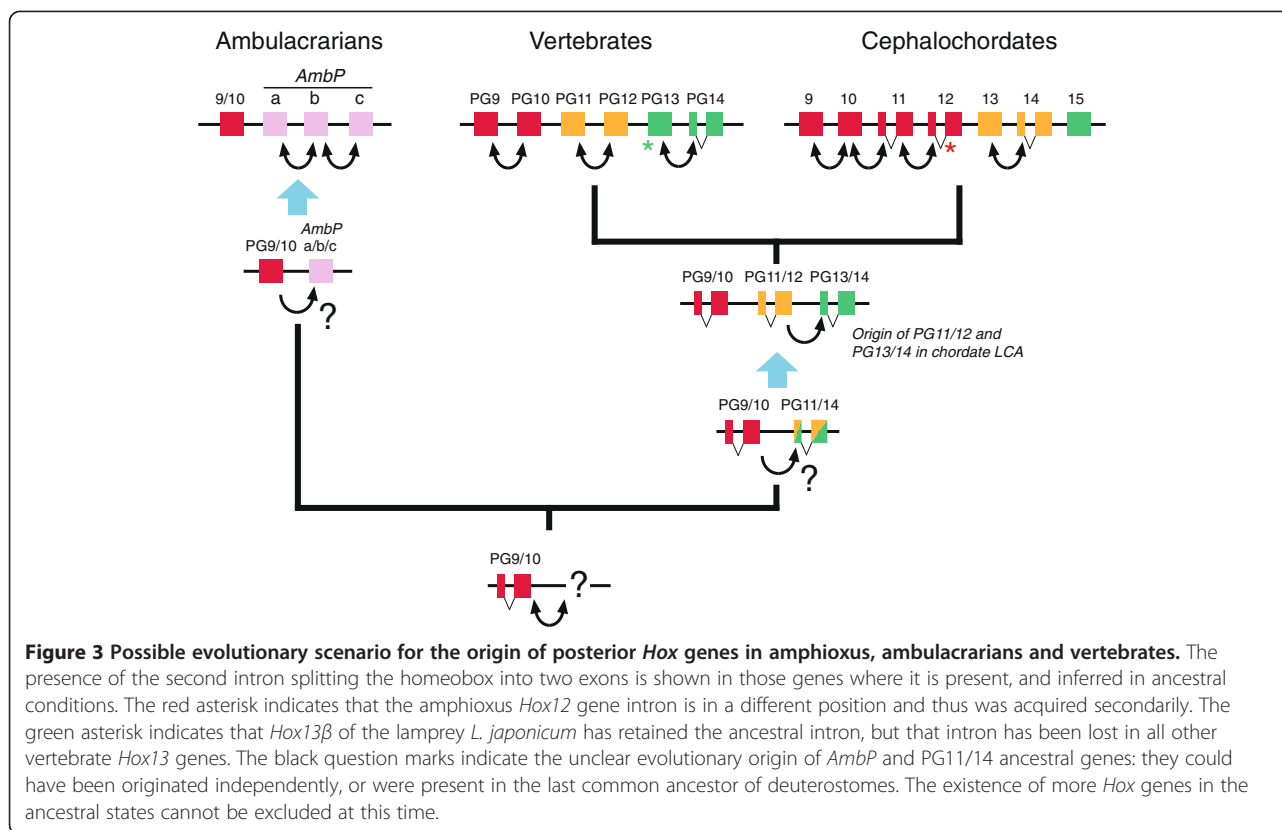 Ambulacrarians Vertebrates Cephalochordates
AmbP
9/10 a b c PG9 PG10 PG11 PG12 PG13 PG14 9 10 11 12 13 14 15
* *
AmbP
PG9/10 a/b/c
?
PG9/10 PG11/12 PG13/14
Origin of PG11/12 and
PG13/14 in chordate LCA
PG9/10 PG11/14
?
PG9/10
?
Figure 3 Possible evolutionary scenario for the origin of posterior Hox genes in amphioxus, ambulacrarians and vertebrates. The
presence of the second intron splitting the homeobox into two exons is shown in those genes where it is present, and inferred in ancestral
conditions. The red asterisk indicates that the amphioxus Hox12 gene intron is in a different position and thus was acquired secondarily. The
green asterisk indicates that Hox13β of the lamprey L. japonicum has retained the ancestral intron, but that intron has been lost in all other
vertebrate Hox13 genes. The black question marks indicate the unclear evolutionary origin of AmbP and PG11/14 ancestral genes: they could
have been originated independently, or were present in the last common ancestor of deuterostomes. The existence of more Hox genes in the
ancestral states cannot be excluded at this time.